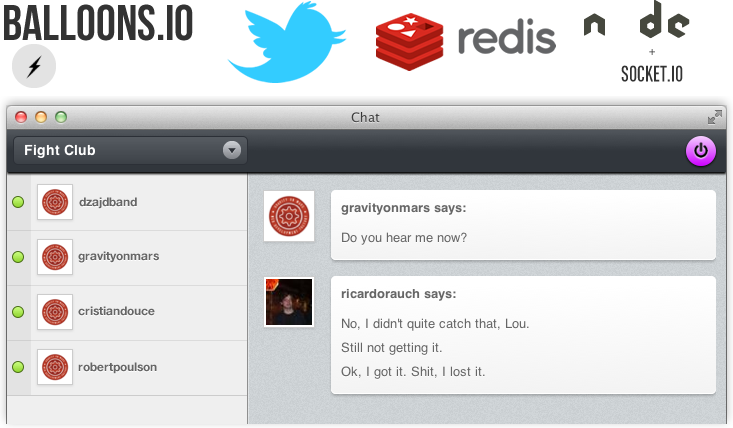 BALLOONS.IO
redis
n de
+
SOCKET.IO
Chat
Fight Club
dzajdband
gravityonmars
cristiandouce
robertpoulson
gravityonmars says:
Do you hear me now?
ricardorauch says:
No, I didn't quite catch that, Lou.
Still not getting it.
Ok, I got it. Shit, I lost it.